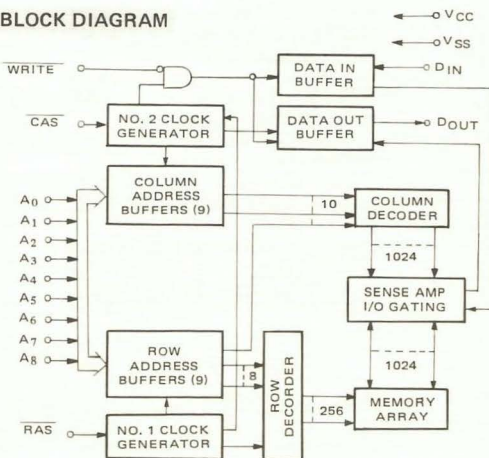 BLOCK DIAGRAM
VCC
VSS
WRITE
DATA IN
BUFFER
DIN
CAS
NO. 2 CLOCK
GENERATOR
DATA OUT
BUFFER
DOUT
COLUMN
ADDRESS
BUFFERS (9)
10
COLUMN
DECODER
A0
A1
A2
A3
A4
A5
A6
A7
A8
1024
SENSE AMP
I/O GATING
ROW
ADDRESS
BUFFERS (9)
8
ROW
DECORDER
1024
256
MEMORY
ARRAY
RAS
NO. 1 CLOCK
GENERATOR